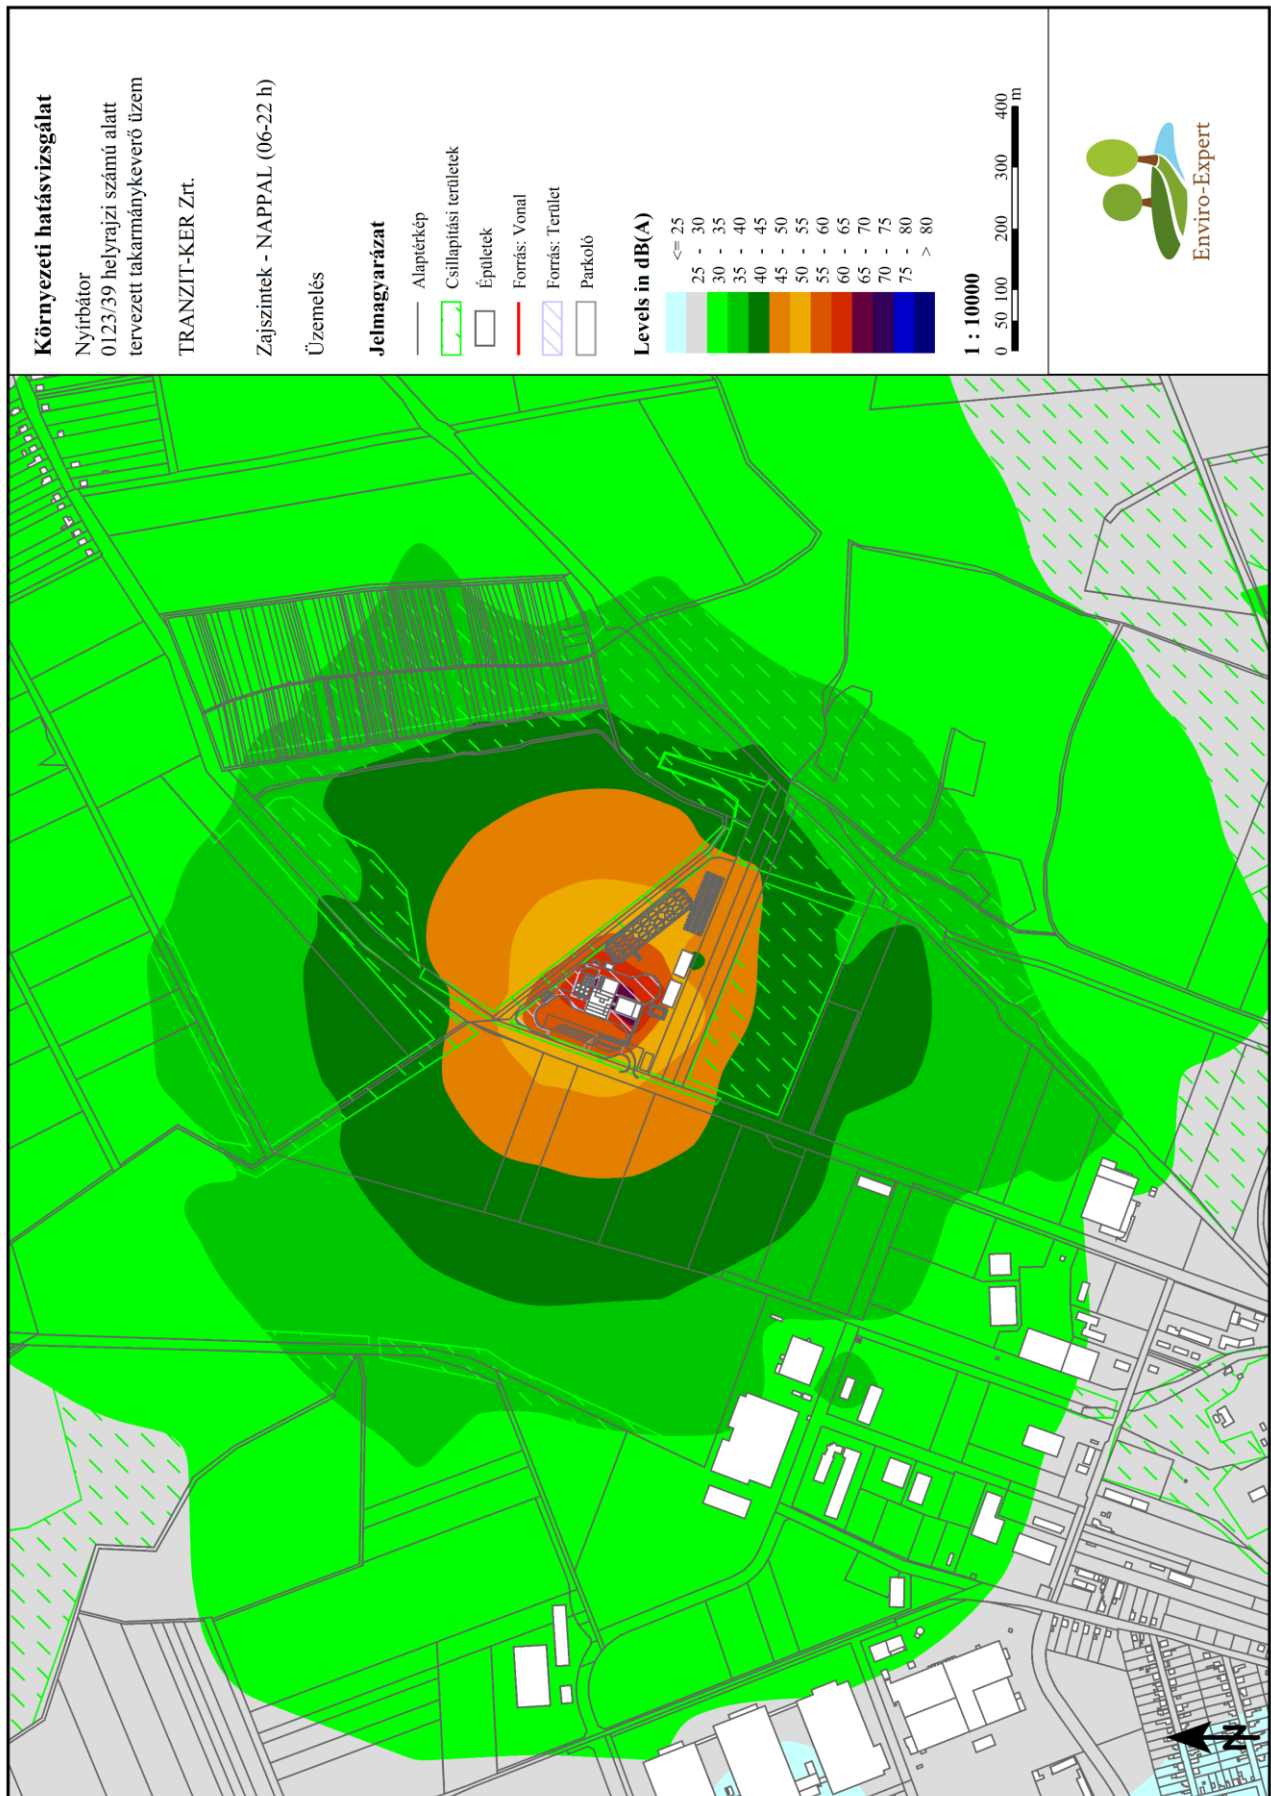 Környezeti hatásvizsgálat
Nyírbátor
0123/39 helyrajzi számú alatt
tervezett takarmánykeverő üzem
TRANZIT-KER Zrt.
Zajszintek - NAPPAL (06-22 h)
Üzemelés
Jelmagyarázat
Alaptérkép
Csillapítási területek
Épületek
Forrás: Vonal
Forrás: Terület
Parkoló
Levels in dB(A)
<= 25
25 - 30
30 - 35
35 - 40
40 - 45
45 - 50
50 - 55
55 - 60
60 - 65
65 - 70
70 - 75
75 - 80
> 80
1 : 10000
0 50 100 200 300 400
m
Enviro-Expert
N